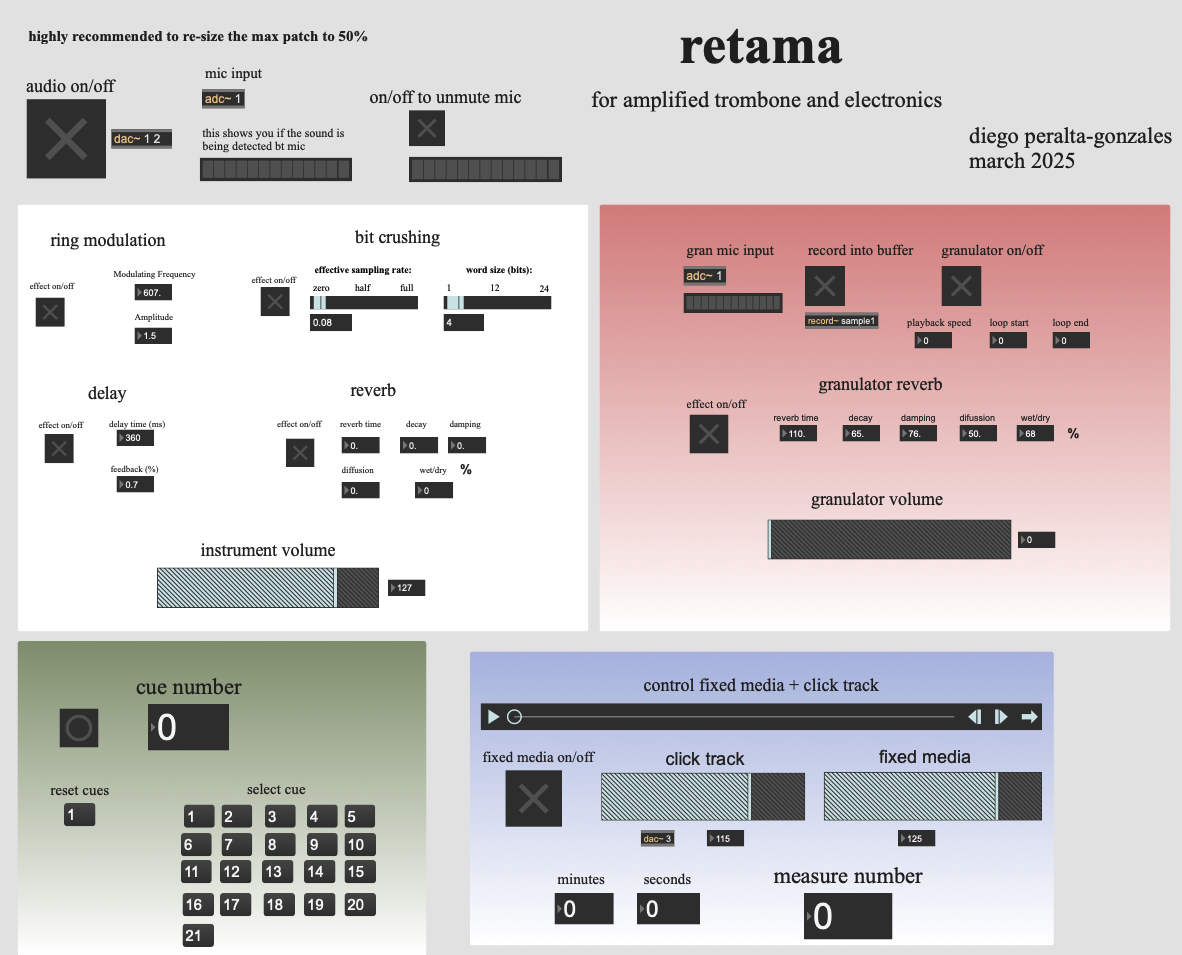 highly recommended to re-size the max patch to 50%
retama
for amplified trombone and electronics
diego peralta-gonzales
march 2025
audio on/off
dac~ 1 2
mic input
adc~ 1
this shows you if the sound is
being detected bt mic
on/off to unmute mic
ring modulation
effect on/off
Modulating Frequency
607.
Amplitude
1.5
bit crushing
effect on/off
effective sampling rate:
zero half full
0.08
word size (bits):
1 12 24
4
delay
effect on/off
delay time (ms)
360
feedback (%)
0.7
reverb
effect on/off
reverb time decay damping
0. 0. 0.
diffusion wet/dry %
0. 0
instrument volume
127
gran mic input
adc~ 1
record into buffer
record~ sample1
granulator on/off
playback speed loop start loop end
0 0 0
granulator reverb
effect on/off
reverb time decay damping difussion wet/dry
110. 65. 76. 50. 68 %
granulator volume
0
cue number
0
reset cues
1
select cue
1 2 3 4 5
6 7 8 9 10
11 12 13 14 15
16 17 18 19 20
21
control fixed media + click track
fixed media on/off
click track
dac~ 3
115
fixed media
125
minutes seconds
0 0
measure number
0